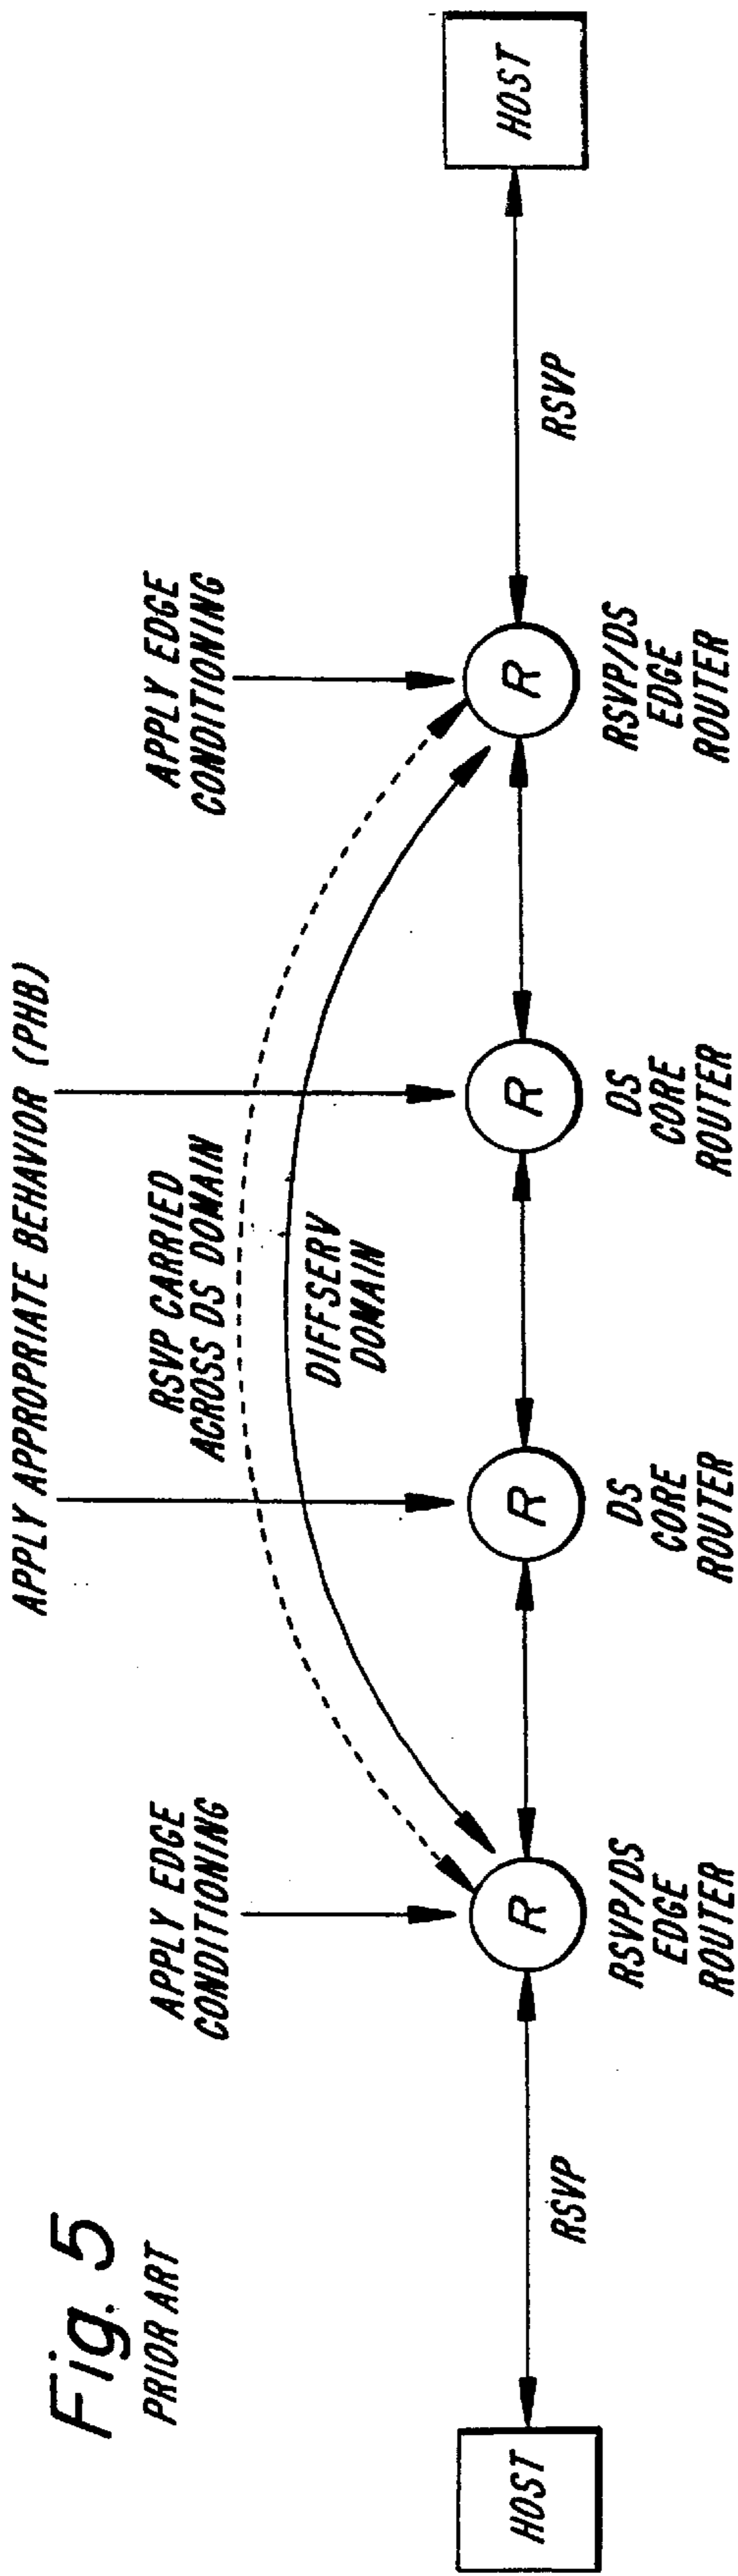 Fig. 5
PRIOR ART
APPLY APPROPRIATE BEHAVIOR (PHB)
APPLY EDGE
CONDITIONING
RSVP CARRIED
ACROSS DS DOMAIN
APPLY EDGE
CONDITIONING
DIFFSERV
DOMAIN
HOST
RSVP
R
R
R
R
RSVP
HOST
RSVP/DS
EDGE
ROUTER
DS
CORE
ROUTER
DS
CORE
ROUTER
RSVP/DS
EDGE
ROUTER